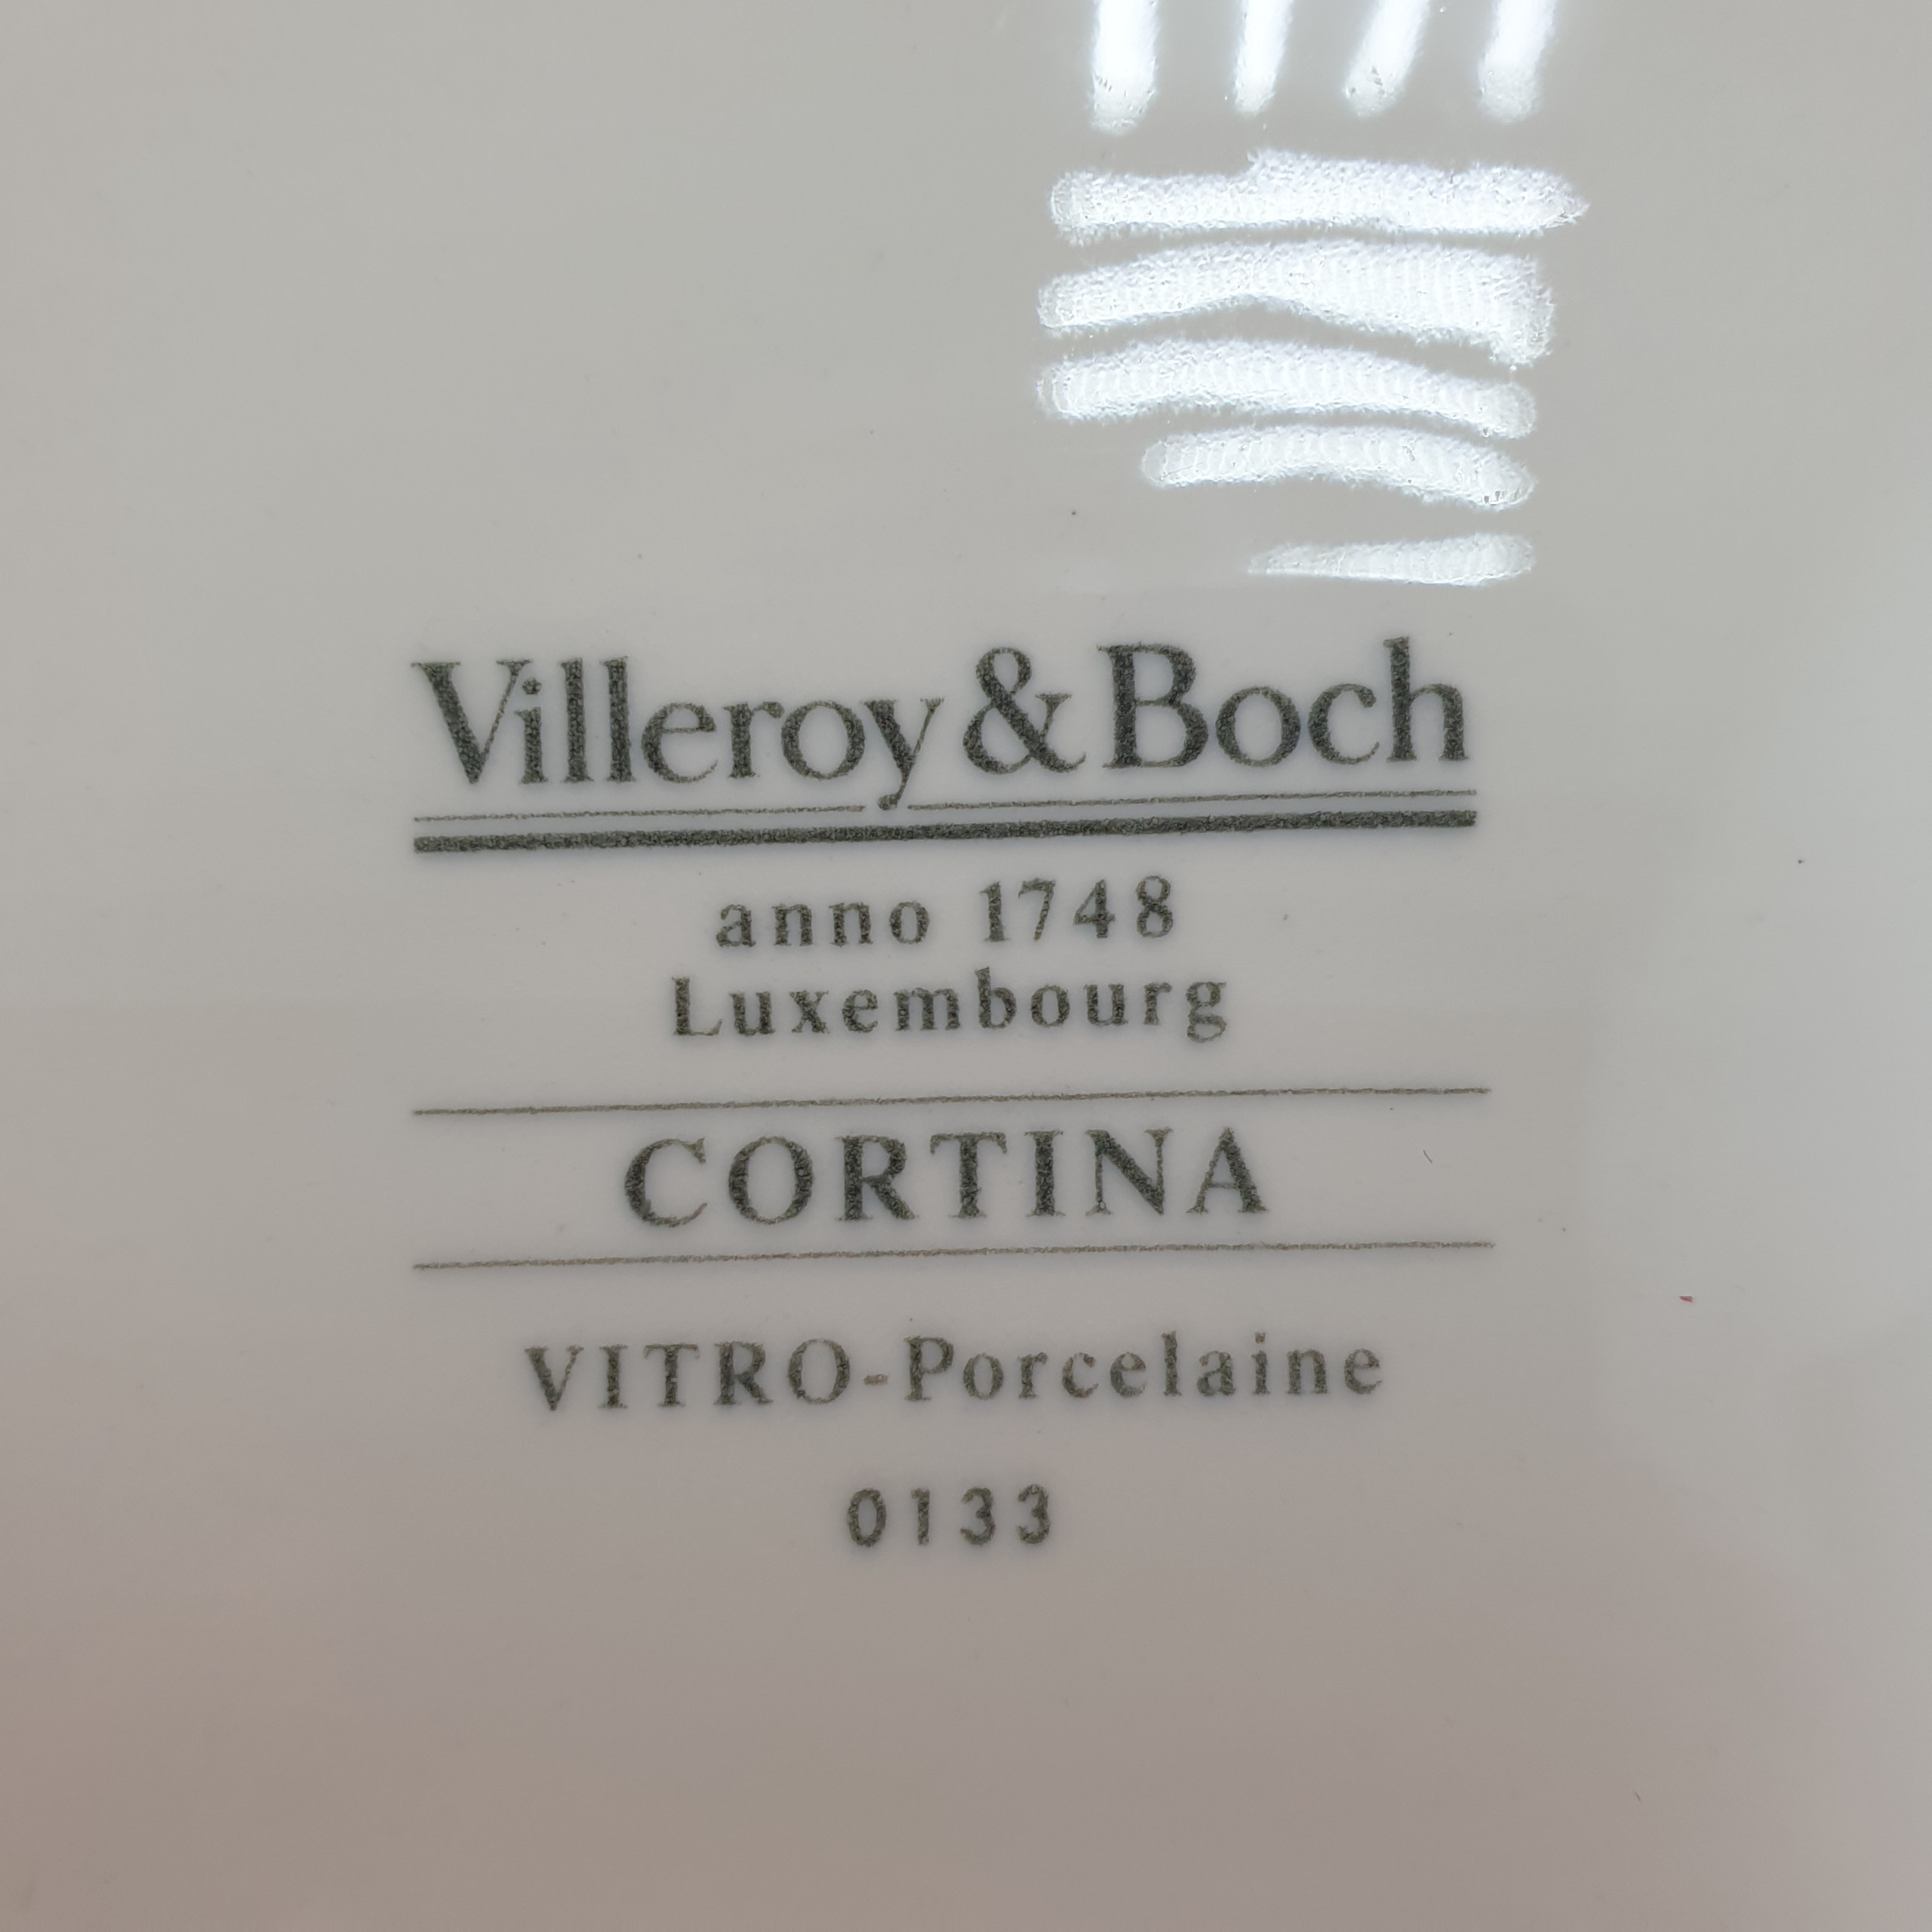 Villeroy & Boch
anno 1748
Luxembourg
CORTINA
VITRO-Porcelaine
0133